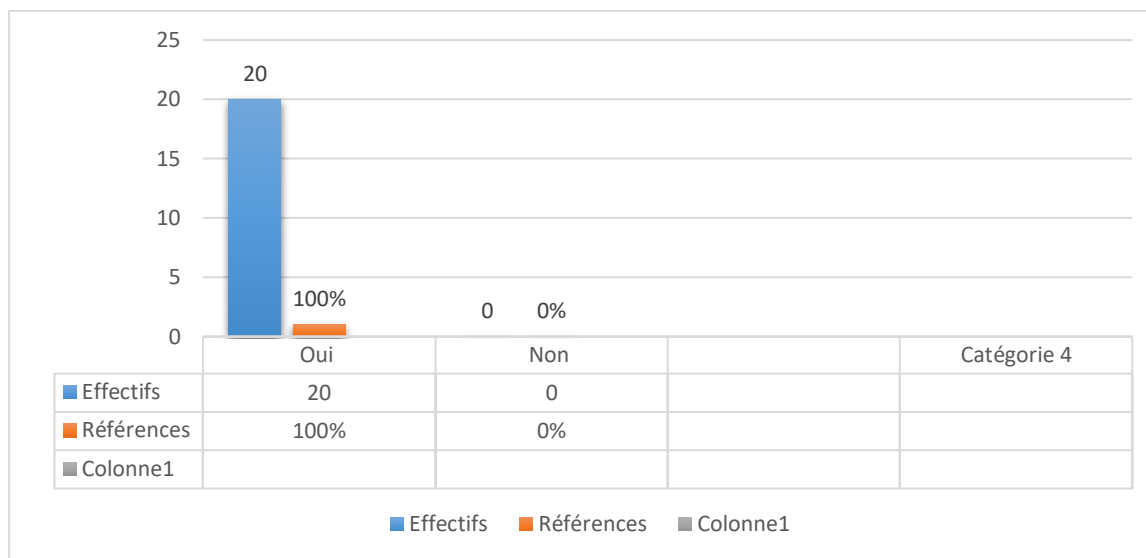 25
20
20
15
10
5
100%
0
0%
0
Oui
Non
Catégorie 4
Effectifs
20
0
Références
100%
0%
Colonne1
Effectifs Références Colonne1